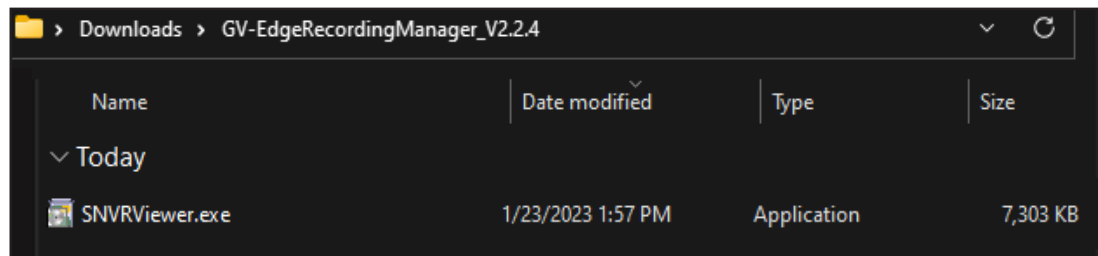 Downloads > GV-EdgeRecordingManager_V2.2.4
Name Date modified Type Size
Today
SNVRViewer.exe 1/23/2023 1:57 PM Application 7,303 KB